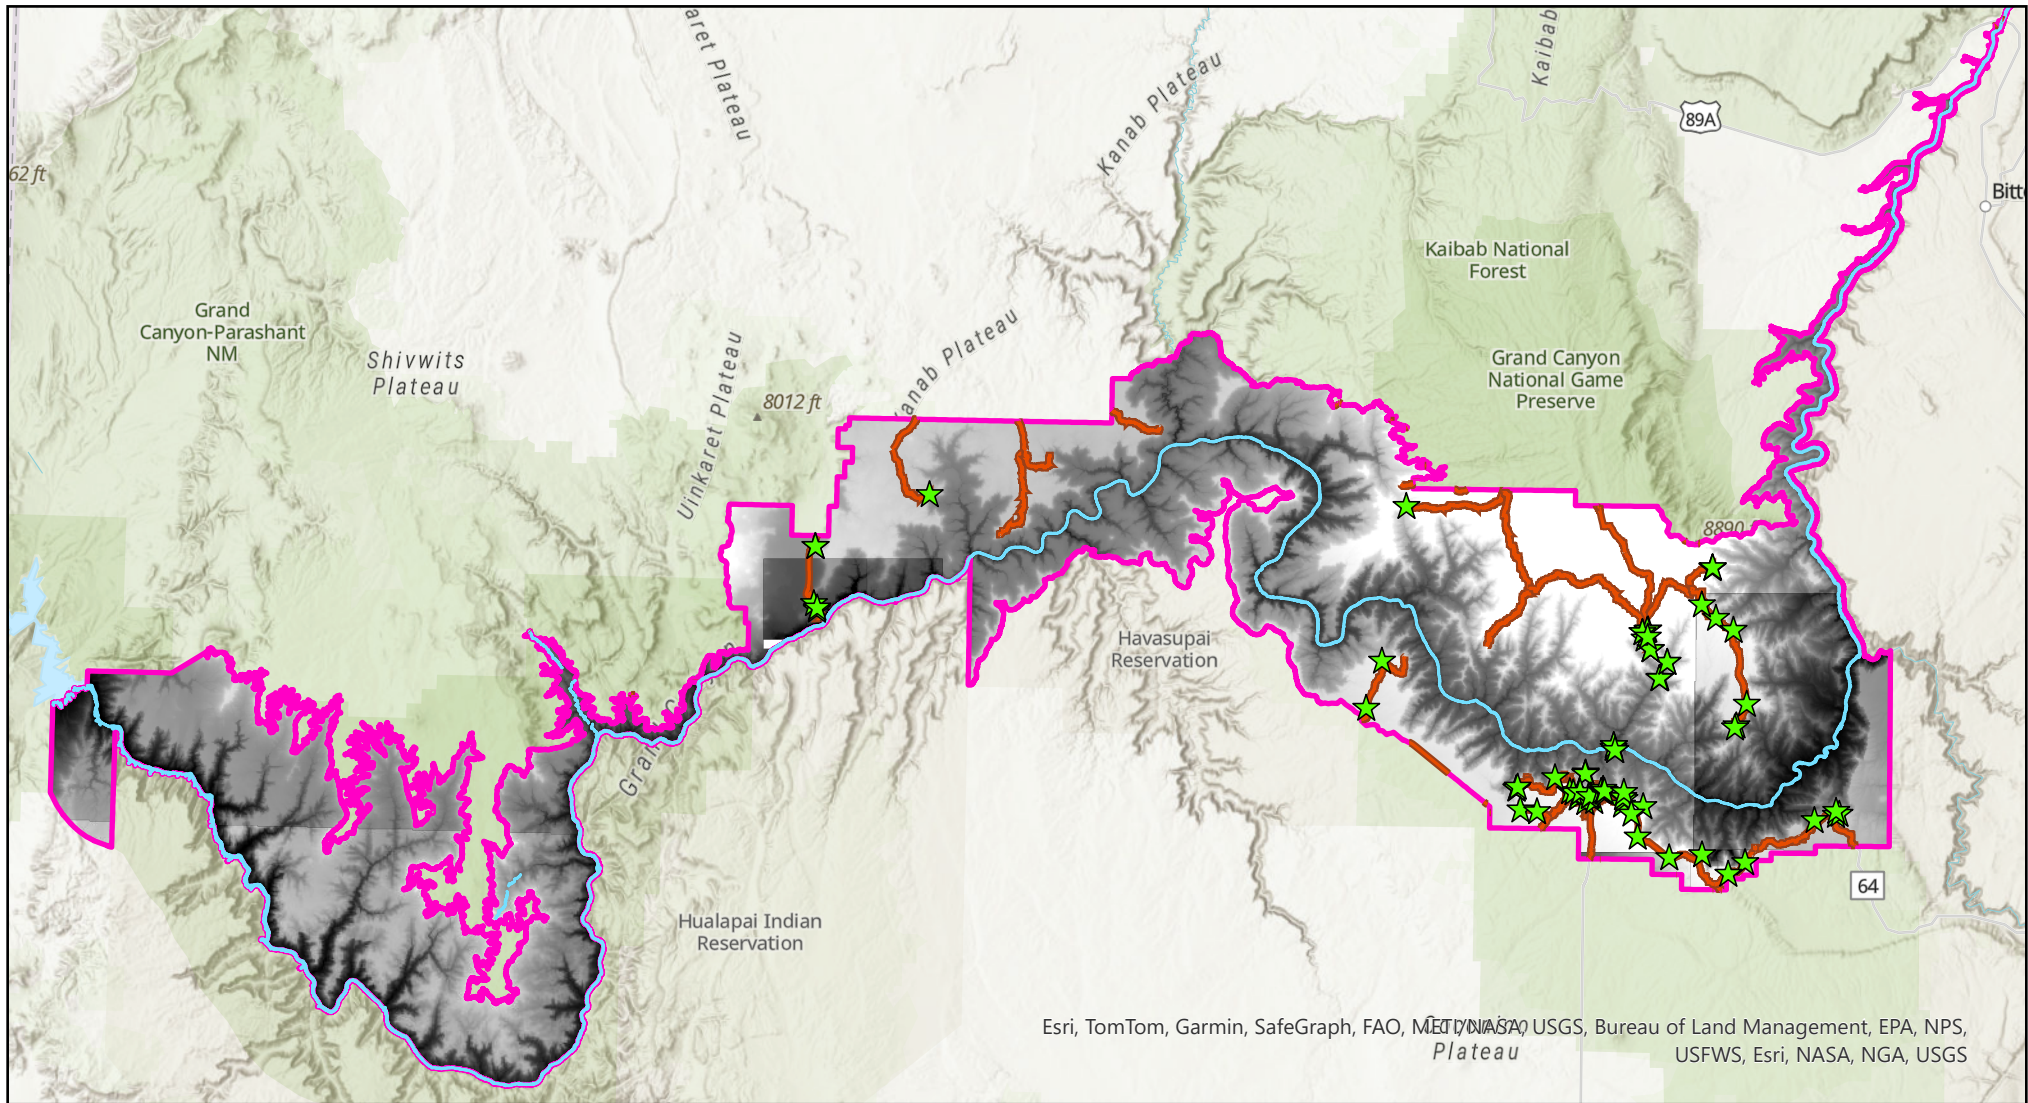 aret Plateau
Kaibab
Kanab Plateau
89A
62 ft
Bitt
Kaibab National
Forest
Grand
Canyon-Parashant
NM
Shivwits
Plateau
Kanab Plateau
Uinkaret Plateau
8012 ft
Grand Canyon
National Game
Preserve
8890
Havasupai
Reservation
64
Hualapai Indian
Reservation
Esri, TomTom, Garmin, SafeGraph, FAO, METI/NASA, USGS, Bureau of Land Management, EPA, NPS,
USFWS, Esri, NASA, NGA, USGS
Plateau